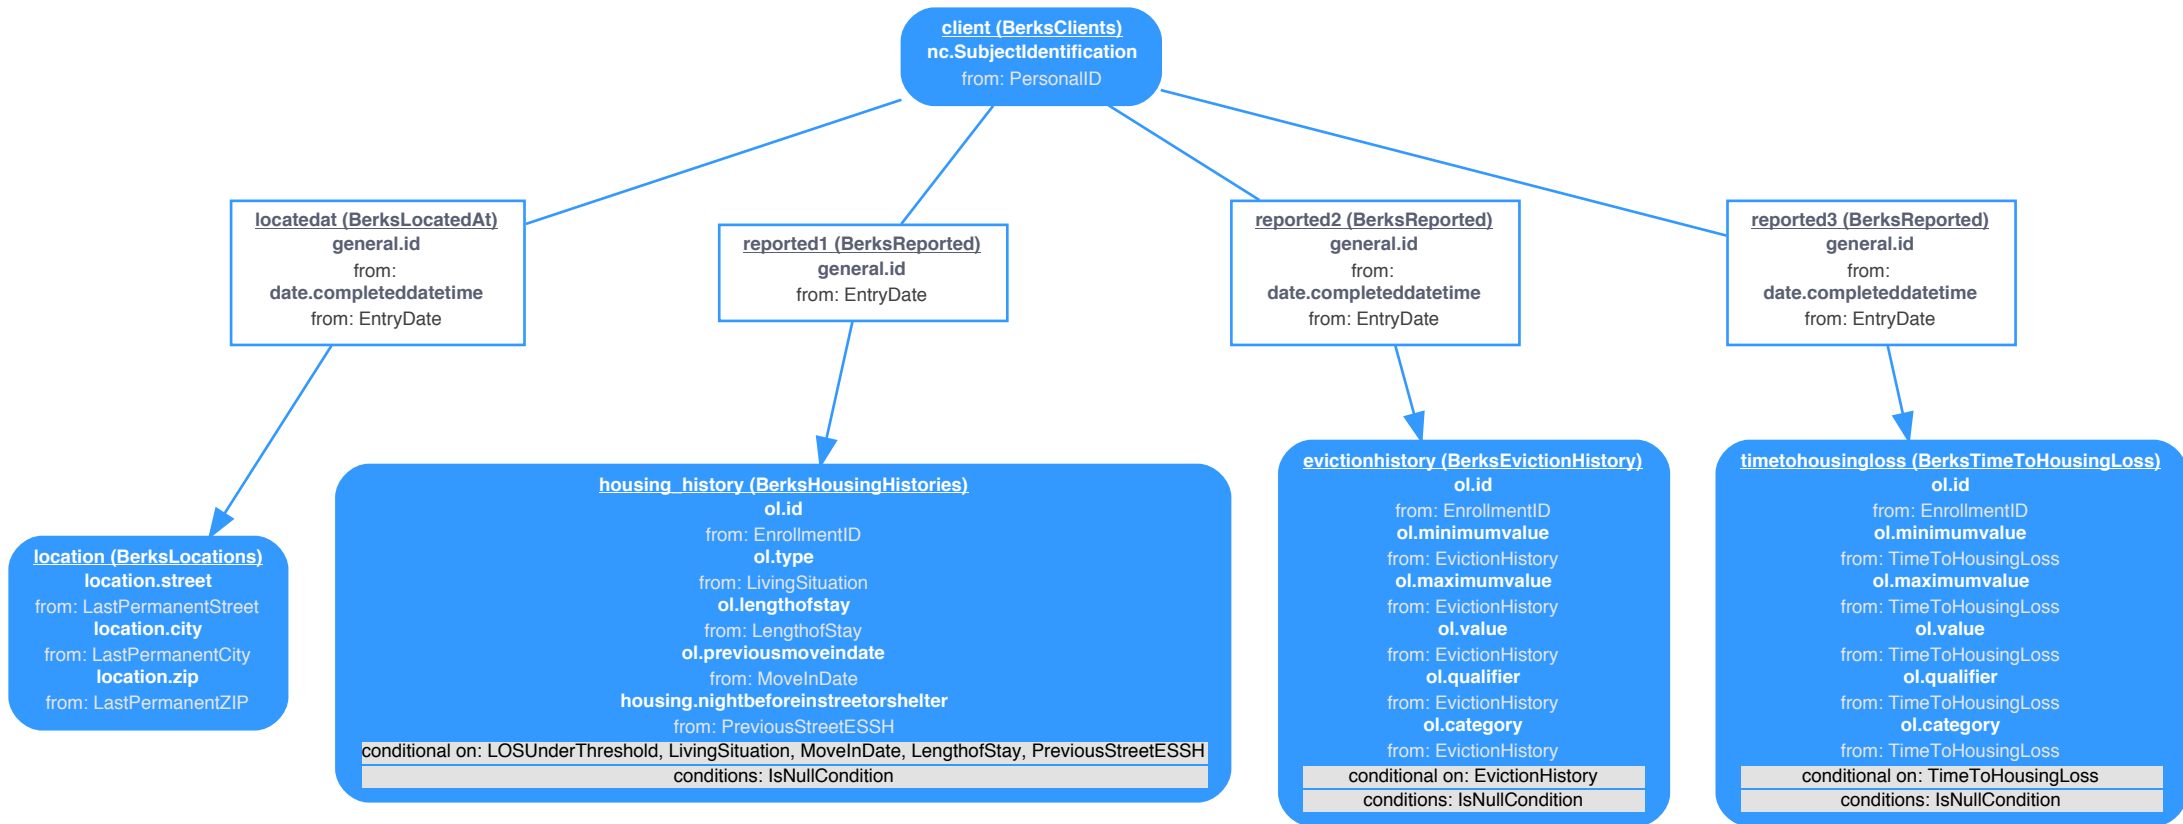 client (BerksClients)
nc.SubjectIdentification
from: PersonalID
locatedat (BerksLocatedAt)
general.id
from:
date.completeddatetime
from: EntryDate
reported1 (BerksReported)
general.id
from: EntryDate
reported2 (BerksReported)
general.id
from:
date.completeddatetime
from: EntryDate
reported3 (BerksReported)
general.id
from:
date.completeddatetime
from: EntryDate
location (BerksLocations)
location.street
from: LastPermanentStreet
location.city
from: LastPermanentCity
location.zip
from: LastPermanentZIP
housing_history (BerksHousingHistories)
ol.id
from: EnrollmentID
ol.type
from: LivingSituation
ol.lengthofstay
from: LengthofStay
ol.previousmoveindate
from: MoveInDate
housing.nightbeforeinstreetorshelter
from: PreviousStreetESSH
conditional on: LOSUnderThreshold, LivingSituation, MoveInDate, LengthofStay, PreviousStreetESSH
conditions: IsNullCondition
evictionhistory (BerksEvictionHistory)
ol.id
from: EnrollmentID
ol.minimumvalue
from: EvictionHistory
ol.maximumvalue
from: EvictionHistory
ol.value
from: EvictionHistory
ol.qualifier
from: EvictionHistory
ol.category
from: EvictionHistory
conditional on: EvictionHistory
conditions: IsNullCondition
timetohousingloss (BerksTimeToHousingLoss)
ol.id
from: EnrollmentID
ol.minimumvalue
from: TimeToHousingLoss
ol.maximumvalue
from: TimeToHousingLoss
ol.value
from: TimeToHousingLoss
ol.qualifier
from: TimeToHousingLoss
ol.category
from: TimeToHousingLoss
conditional on: TimeToHousingLoss
conditions: IsNullCondition